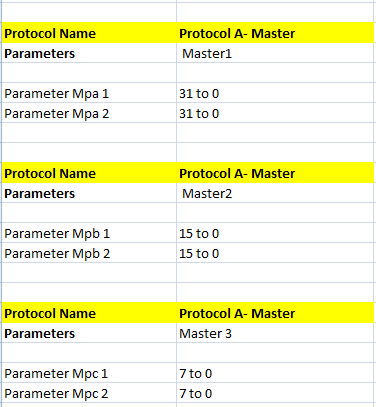 Protocol Name Protocol A- Master
Parameters Master1
Parameter Mpa 1 31 to 0
Parameter Mpa 2 31 to 0
Protocol Name Protocol A- Master
Parameters Master2
Parameter Mpb 1 15 to 0
Parameter Mpb 2 15 to 0
Protocol Name Protocol A- Master
Parameters Master 3
Parameter Mpc 1 7 to 0
Parameter Mpc 2 7 to 0